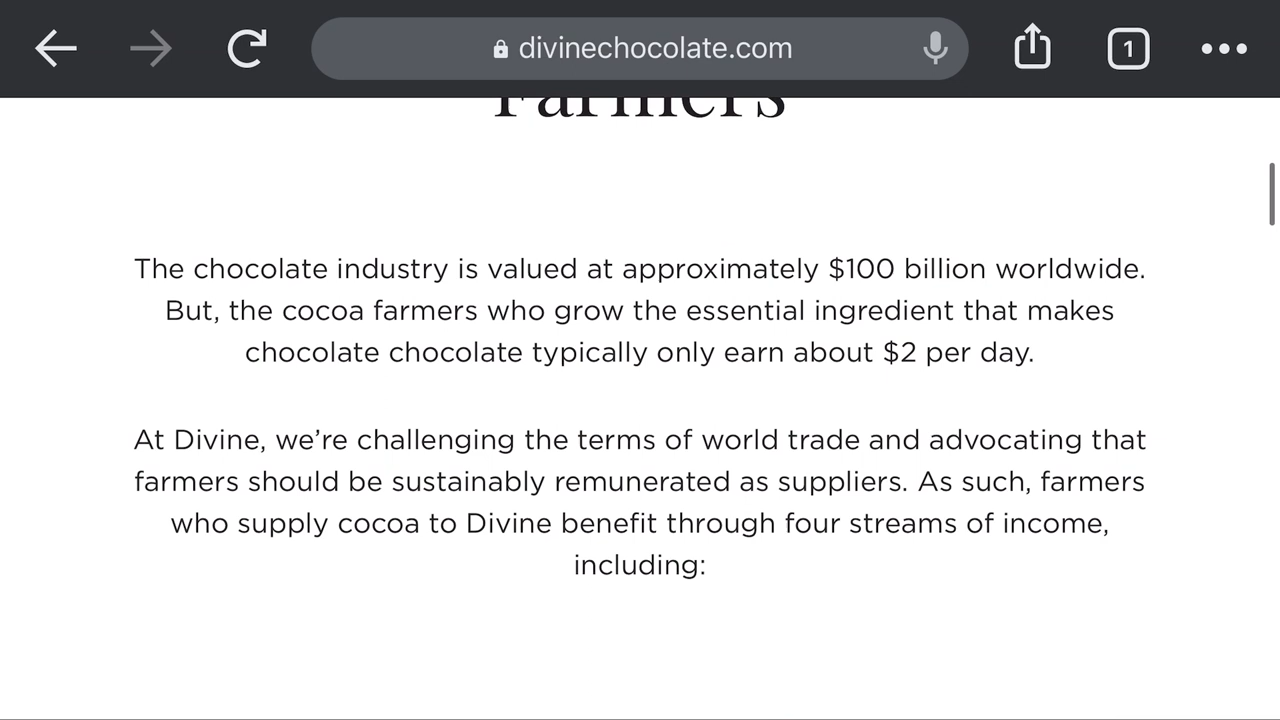 divinechocolate.com
1
Farmers
The chocolate industry is valued at approximately $100 billion worldwide.
But, the cocoa farmers who grow the essential ingredient that makes
chocolate chocolate typically only earn about $2 per day.
At Divine, we’re challenging the terms of world trade and advocating that
farmers should be sustainably remunerated as suppliers. As such, farmers
who supply cocoa to Divine benefit through four streams of income,
including: